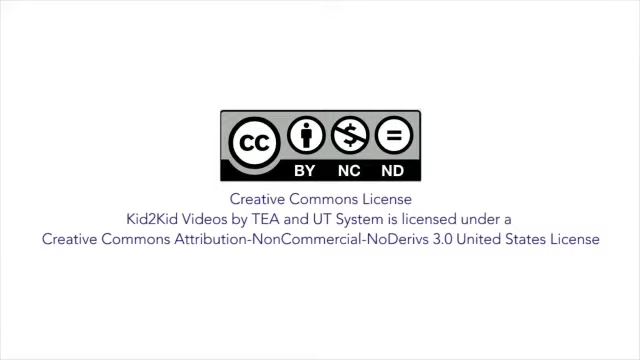 CC
BY NC ND
Creative Commons License
Kid2Kid Videos by TEA and UT System is licensed under a
Creative Commons Attribution-NonCommercial-NoDerivs 3.0 United States License